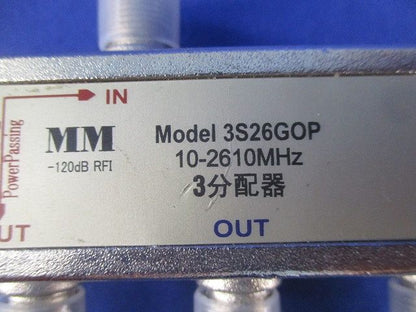 IN
MM
-120dB RFI
PowerPassing
Model 3S26GOP
10-2610MHz
3分配器
UT
OUT